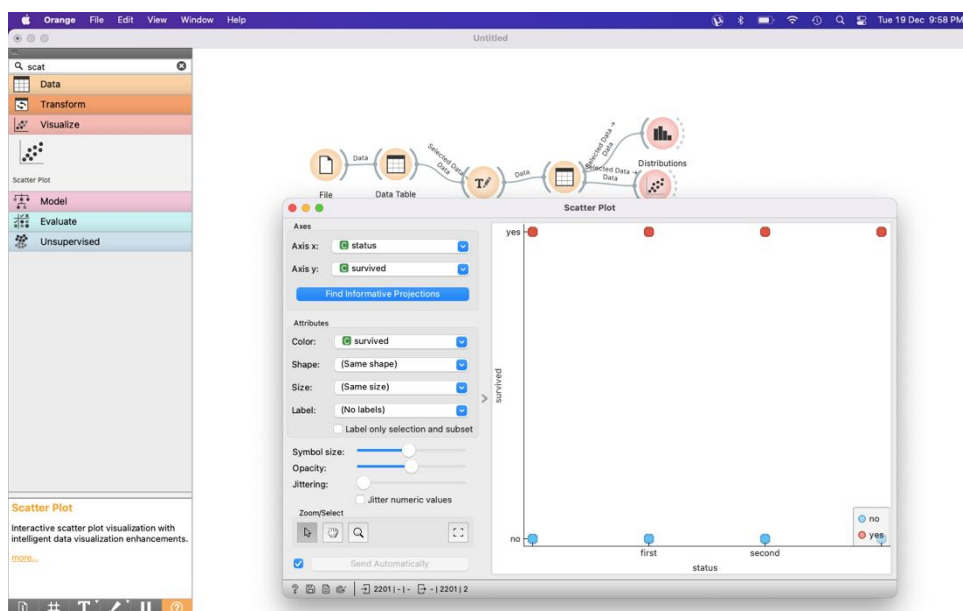 Orange File Edit View Window Help Tue 19 Dec 9:58 PM
Untitled
scat
Data
Transform
Visualize
Scatter Plot
Model
Evaluate
Unsupervised
Scatter Plot
Interactive scatter plot visualization with
intelligent data visualization enhancements.
more...
Data
Selected Data →
Data
Data
Selected Data →
Data
Selected Data →
Data
File
Data Table
Distributions
Scatter Plot
Axes
Axis x: C status
Axis y: C survived
Find Informative Projections
Attributes
Color: C survived
Shape: (Same shape)
Size: (Same size)
Label: (No labels)
Label only selection and subset
Symbol size:
Opacity:
Jittering:
Jitter numeric values
Zoom/Select
Send Automatically
? 2201 | - | - - | 2201 | 2
yes
survived
no
first second
status
no
yes